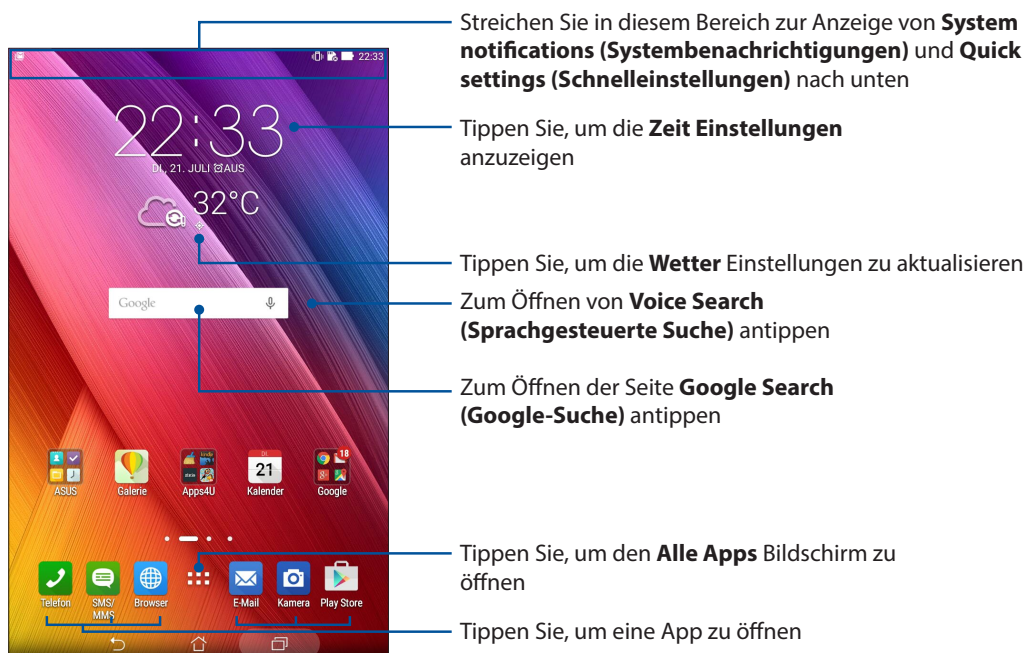 Streichen Sie in diesem Bereich zur Anzeige von System
notifications (Systembenachrichtigungen) und Quick
settings (Schnelleinstellungen) nach unten
22:33
22:33
DI, 21. JULI AUS
32°C
Tippen Sie, um die Zeit Einstellungen
anzuzeigen
Tippen Sie, um die Wetter Einstellungen zu aktualisieren
Google
Zum Öffnen von Voice Search
(Sprachgesteuerte Suche) antippen
Zum Öffnen der Seite Google Search
(Google-Suche) antippen
18
DI.
21
ASUS
Galerie
Apps4U
Kalender
Google
Tippen Sie, um den Alle Apps Bildschirm zu
öffnen
Telefon
SMS/
MMS
Browser
E-Mail
Kamera
Play Store
Tippen Sie, um eine App zu öffnen